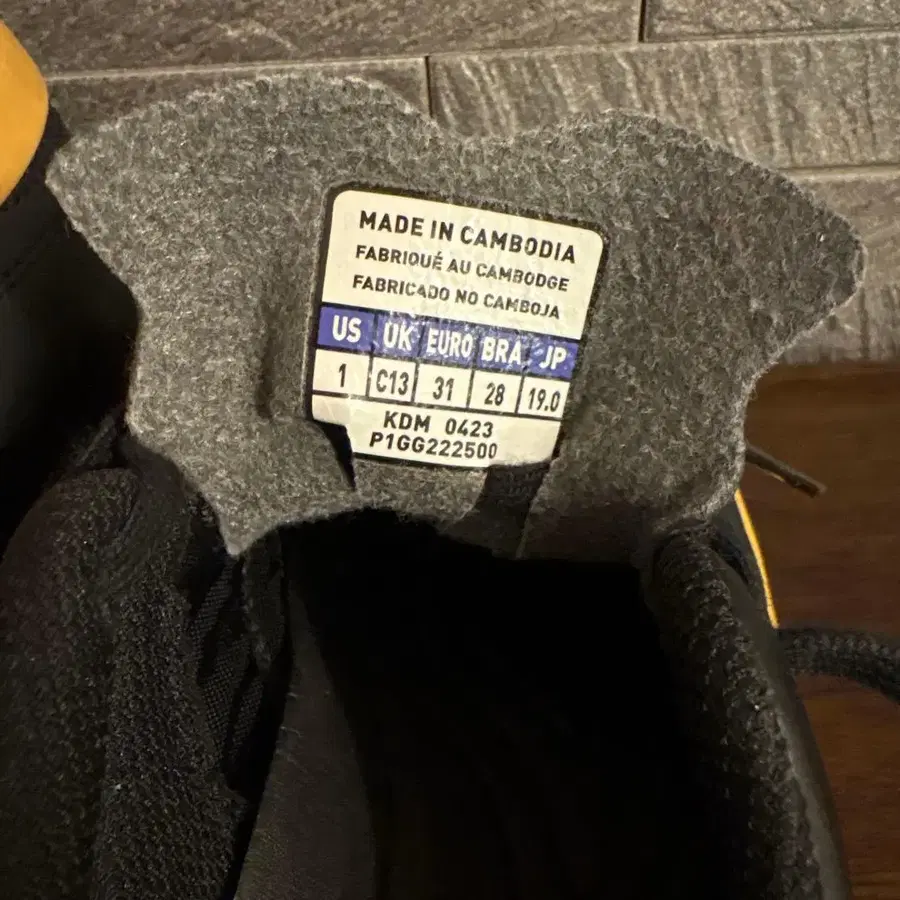 MADE IN CAMBODIA
FABRIQUÉ AU CAMBODGE
FABRICADO NO CAMBOJA
US UK EURO BRA JP
1 C13 31 28 19.0
KDM 0423
P1GG222500